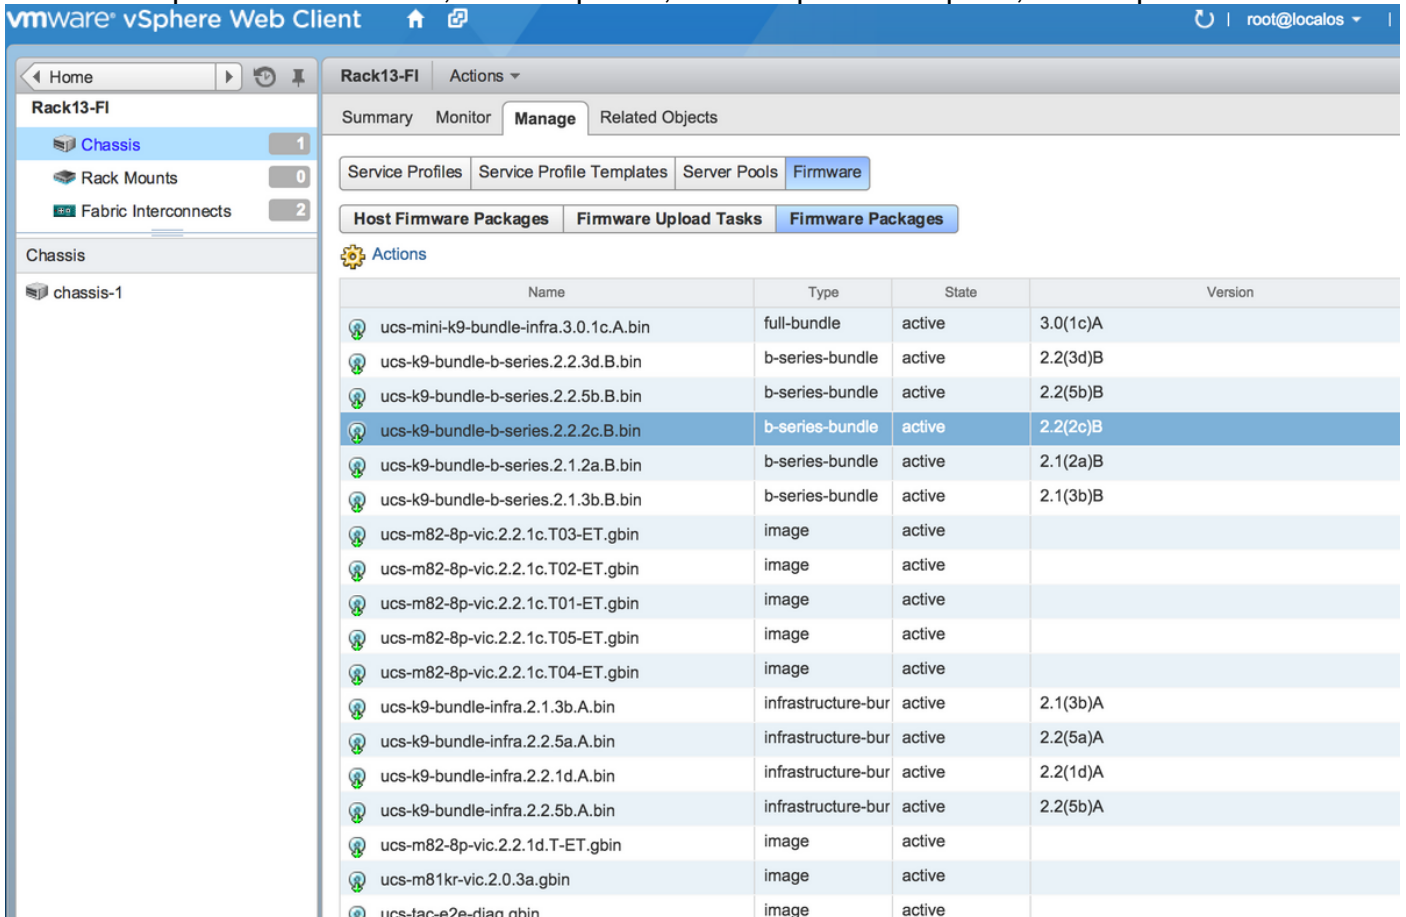 vmware® vSphere Web Client
root@localos
Home
Rack13-FI Actions
Rack13-FI
Summary Monitor Manage Related Objects
Chassis 1
Rack Mounts 0
Fabric Interconnects 2
Service Profiles Service Profile Templates Server Pools Firmware
Host Firmware Packages Firmware Upload Tasks Firmware Packages
Chassis
Actions
chassis-1
Name Type State Version
ucs-mini-k9-bundle-infra.3.0.1c.A.bin full-bundle active 3.0(1c)A
ucs-k9-bundle-b-series.2.2.3d.B.bin b-series-bundle active 2.2(3d)B
ucs-k9-bundle-b-series.2.2.5b.B.bin b-series-bundle active 2.2(5b)B
ucs-k9-bundle-b-series.2.2.2c.B.bin b-series-bundle active 2.2(2c)B
ucs-k9-bundle-b-series.2.1.2a.B.bin b-series-bundle active 2.1(2a)B
ucs-k9-bundle-b-series.2.1.3b.B.bin b-series-bundle active 2.1(3b)B
ucs-m82-8p-vic.2.2.1c.T03-ET.gbin image active
ucs-m82-8p-vic.2.2.1c.T02-ET.gbin image active
ucs-m82-8p-vic.2.2.1c.T01-ET.gbin image active
ucs-m82-8p-vic.2.2.1c.T05-ET.gbin image active
ucs-m82-8p-vic.2.2.1c.T04-ET.gbin image active
ucs-k9-bundle-infra.2.1.3b.A.bin infrastructure-bur active 2.1(3b)A
ucs-k9-bundle-infra.2.2.5a.A.bin infrastructure-bur active 2.2(5a)A
ucs-k9-bundle-infra.2.2.1d.A.bin infrastructure-bur active 2.2(1d)A
ucs-k9-bundle-infra.2.2.5b.A.bin infrastructure-bur active 2.2(5b)A
ucs-m82-8p-vic.2.2.1d.T-ET.gbin image active
ucs-m81kr-vic.2.0.3a.gbin image active
ucs-tac-e2e-diag.gbin image active